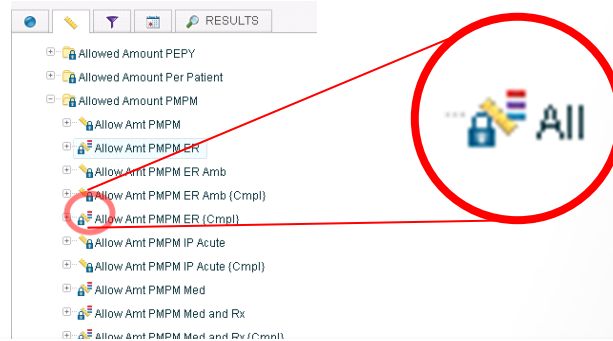 RESULTS
Allowed Amount PEPY
Allowed Amount Per Patient
Allowed Amount PMPM
Allow Amt PMPM
Allow Amt PMPM ER
Allow Amt PMPM ER Amb
Allow Amt PMPM ER Amb {Cmpl}
Allow Amt PMPM ER {Cmpl}
Allow Amt PMPM IP Acute
Allow Amt PMPM IP Acute {Cmpl}
Allow Amt PMPM Med
Allow Amt PMPM Med and Rx
Allow Amt PMPM Med and Rx {Cmpl}
All